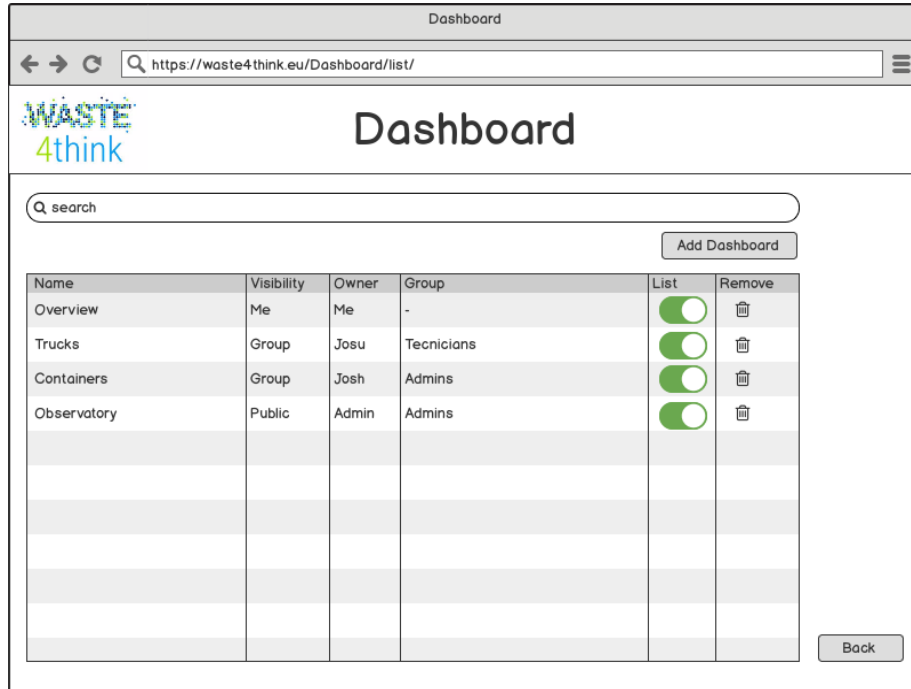 Dashboard
https://waste4think.eu/Dashboard/list/
WASTE
4think
Dashboard
search
Add Dashboard
Name Visibility Owner Group List Remove
Overview Me Me -
Trucks Group Josu Tecnicians
Containers Group Josh Admins
Observatory Public Admin Admins
Back